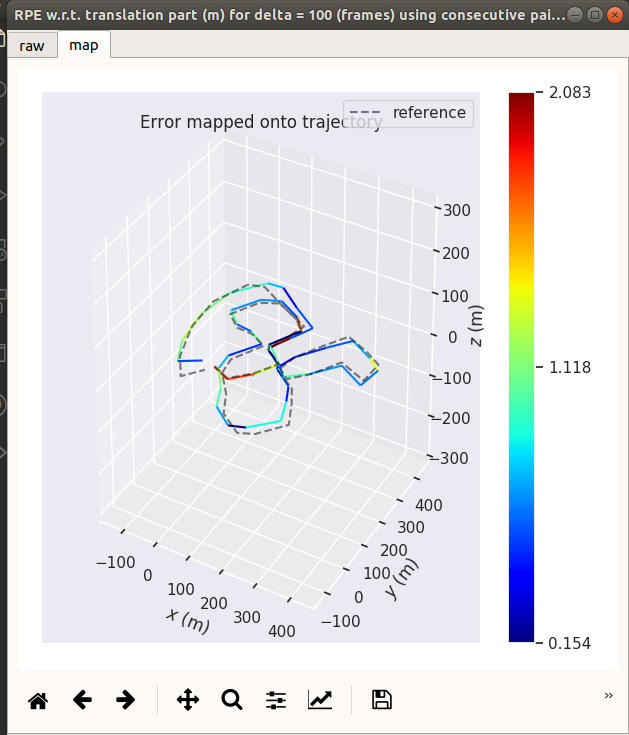 RPE w.r.t. translation part (m) for delta = 100 (frames) using consecutive pai...
raw
map
Error mapped onto trajectory
reference
2.083
1.118
0.154
300
200
100
0
−100
−200
−300
z (m)
−100
0
100
200
300
400
x (m)
−100
0
100
200
300
400
y (m)
»